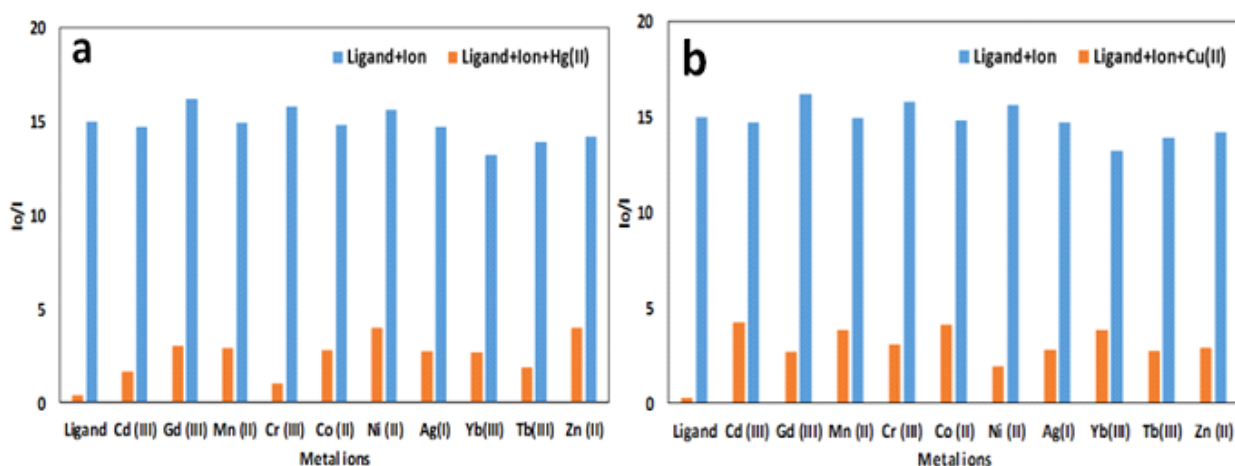 a
Ligand+Ion Ligand+Ion+Hg(II)
20
15
10
5
0
Io/I
Ligand Cd (III) Gd (III) Mn (II) Cr (III) Co (II) Ni (II) Ag(I) Yb(III) Tb(III) Zn (II)
Metal ions
b
Ligand+Ion Ligand+Ion+Cu(II)
20
15
10
5
0
Io/I
Ligand Cd (III) Gd (III) Mn (II) Cr (III) Co (II) Ni (II) Ag(I) Yb(III) Tb(III) Zn (II)
Metal ions